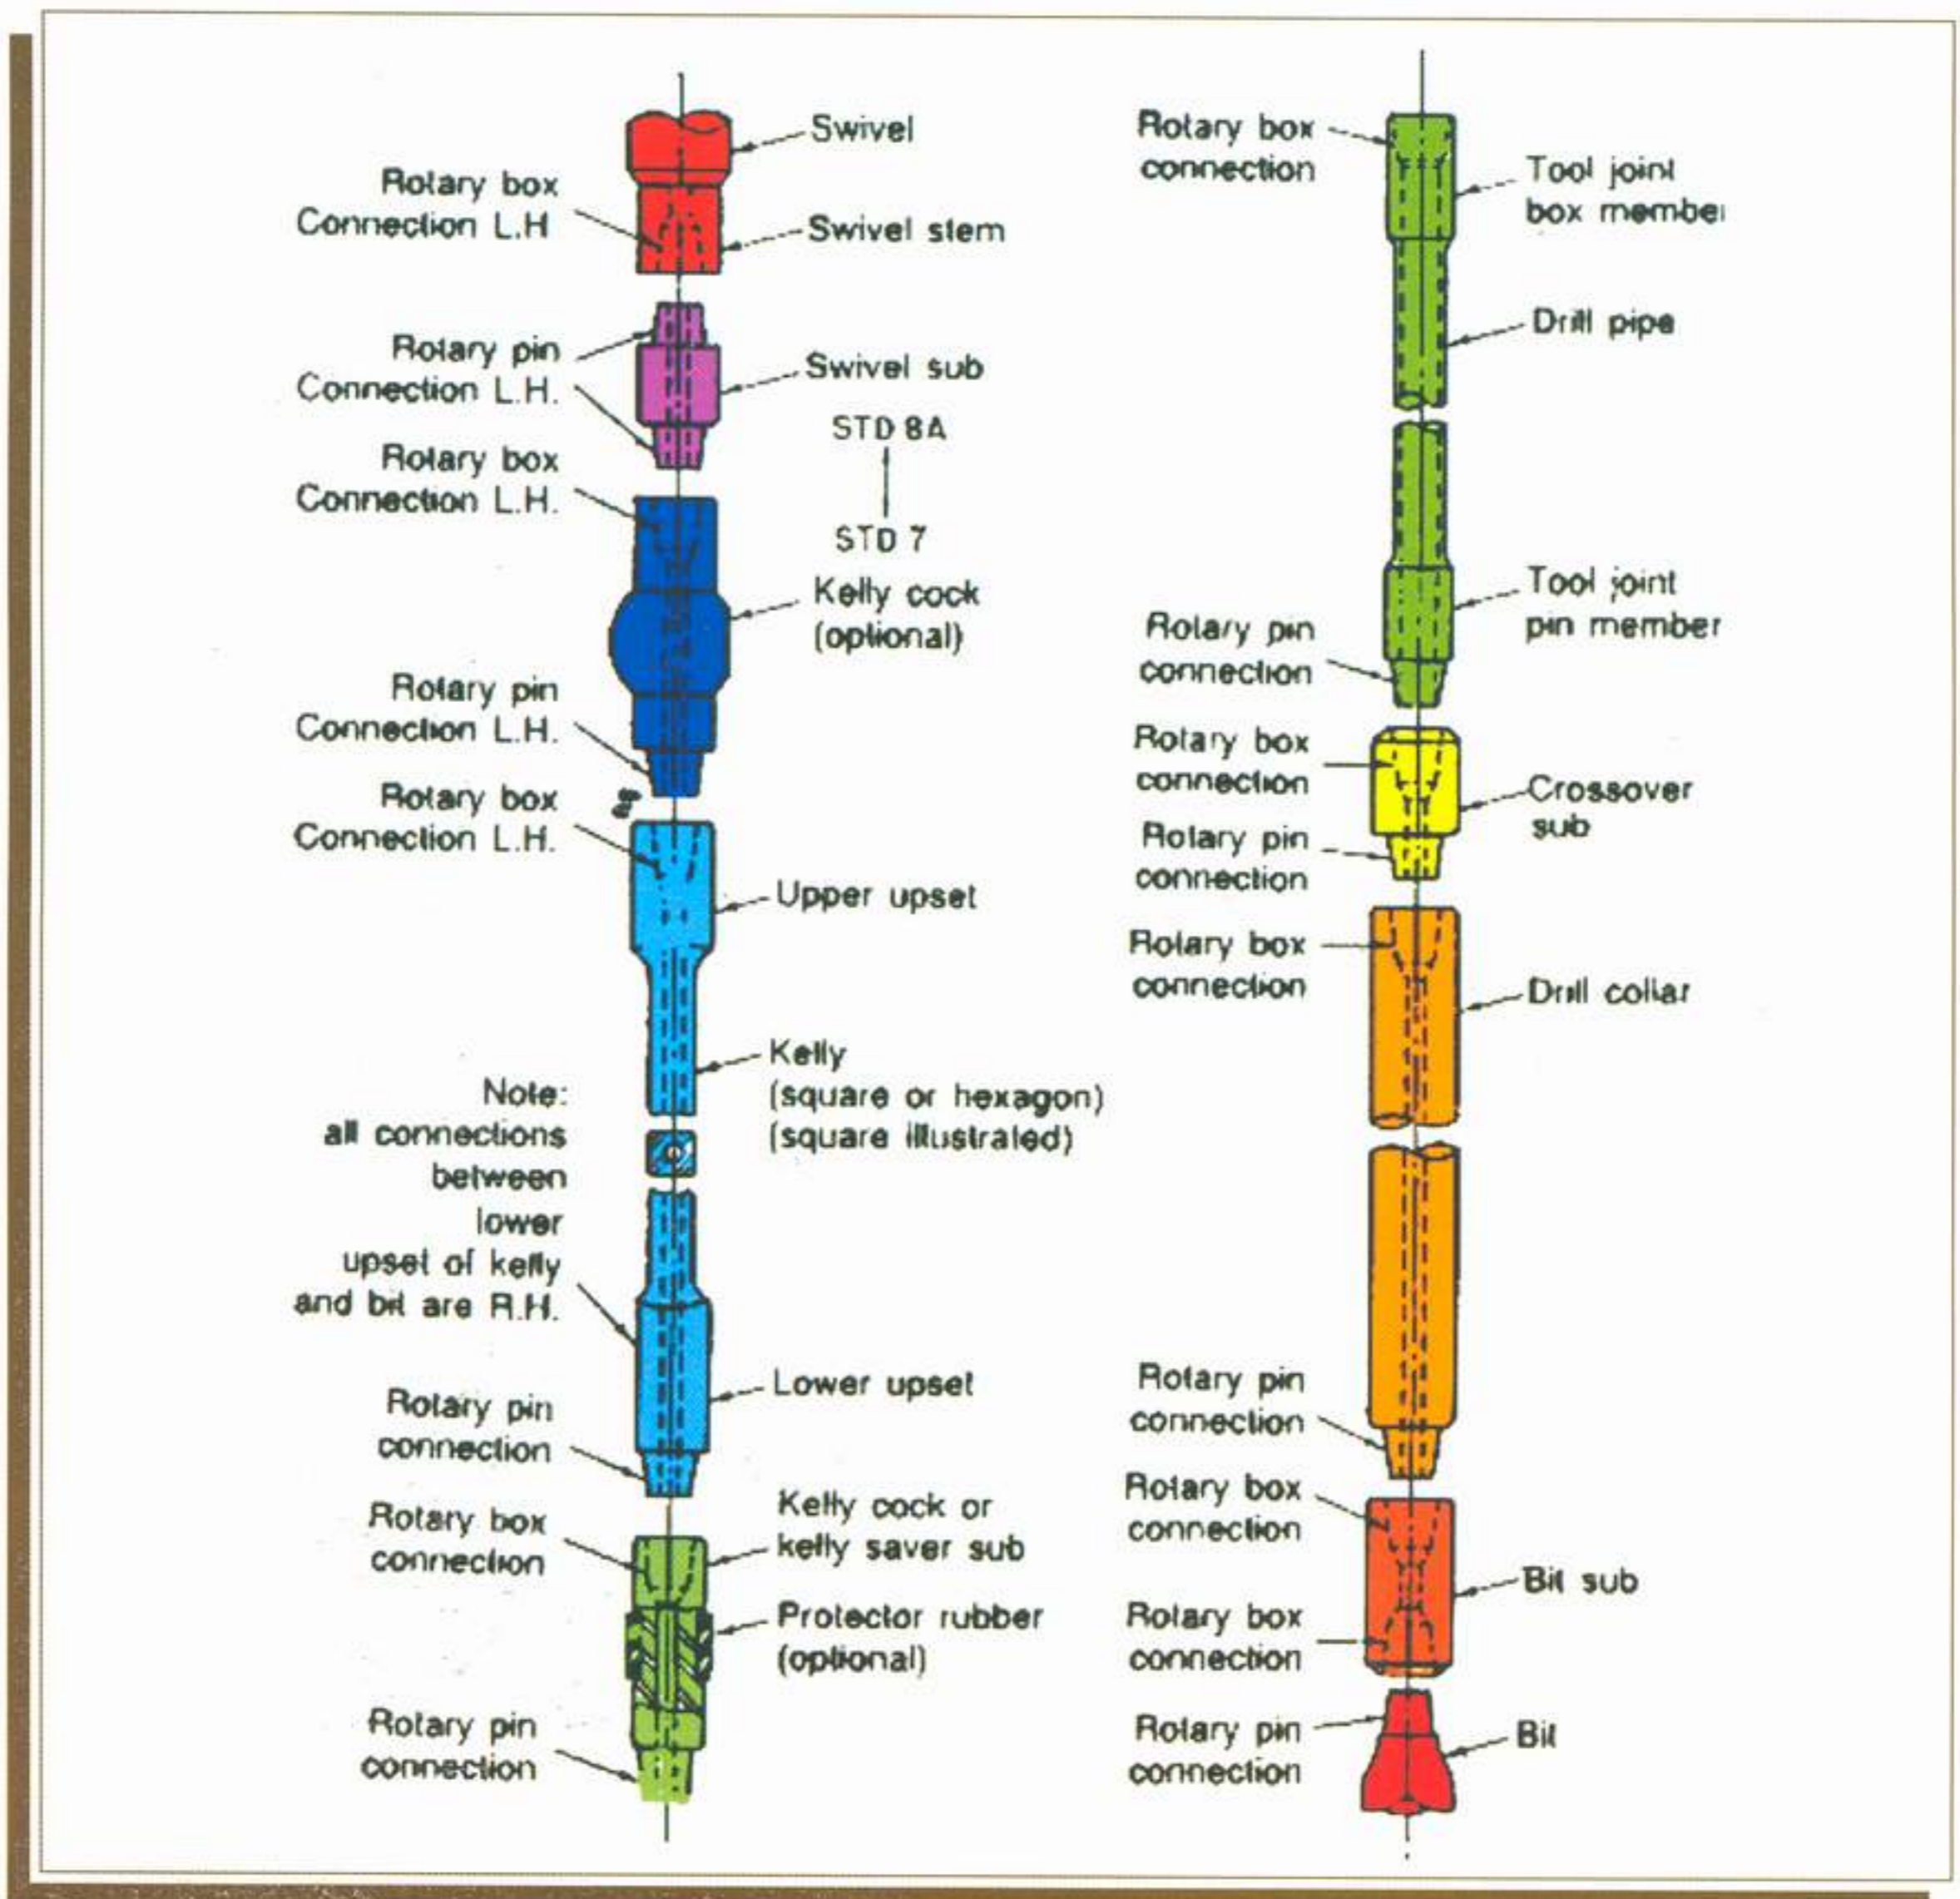 Swivel
Rotary box
Connection L.H
Swivel stem
Rotary pin
Connection L.H.
Swivel sub
STD 8A
Rotary box
Connection L.H.
STD 7
Kelly cock
(optional)
Rotary pin
Connection L.H.
Rotary box
Connection L.H.
Upper upset
Kelly
(square or hexagon)
(square illustrated)
Note:
all connections
between
lower
upset of kelly
and bit are R.H.
Lower upset
Rotary pin
connection
Kelly cock or
kelly saver sub
Rotary box
connection
Protector rubber
(optional)
Rotary pin
connection
Rotary box
connection
Tool joint
box member
Drill pipe
Tool joint
pin member
Rotary pin
connection
Rotary box
connection
Crossover
sub
Rotary pin
connection
Rotary box
connection
Drill collar
Rotary pin
connection
Rotary box
connection
Bit sub
Rotary box
connection
Rotary pin
connection
Bit